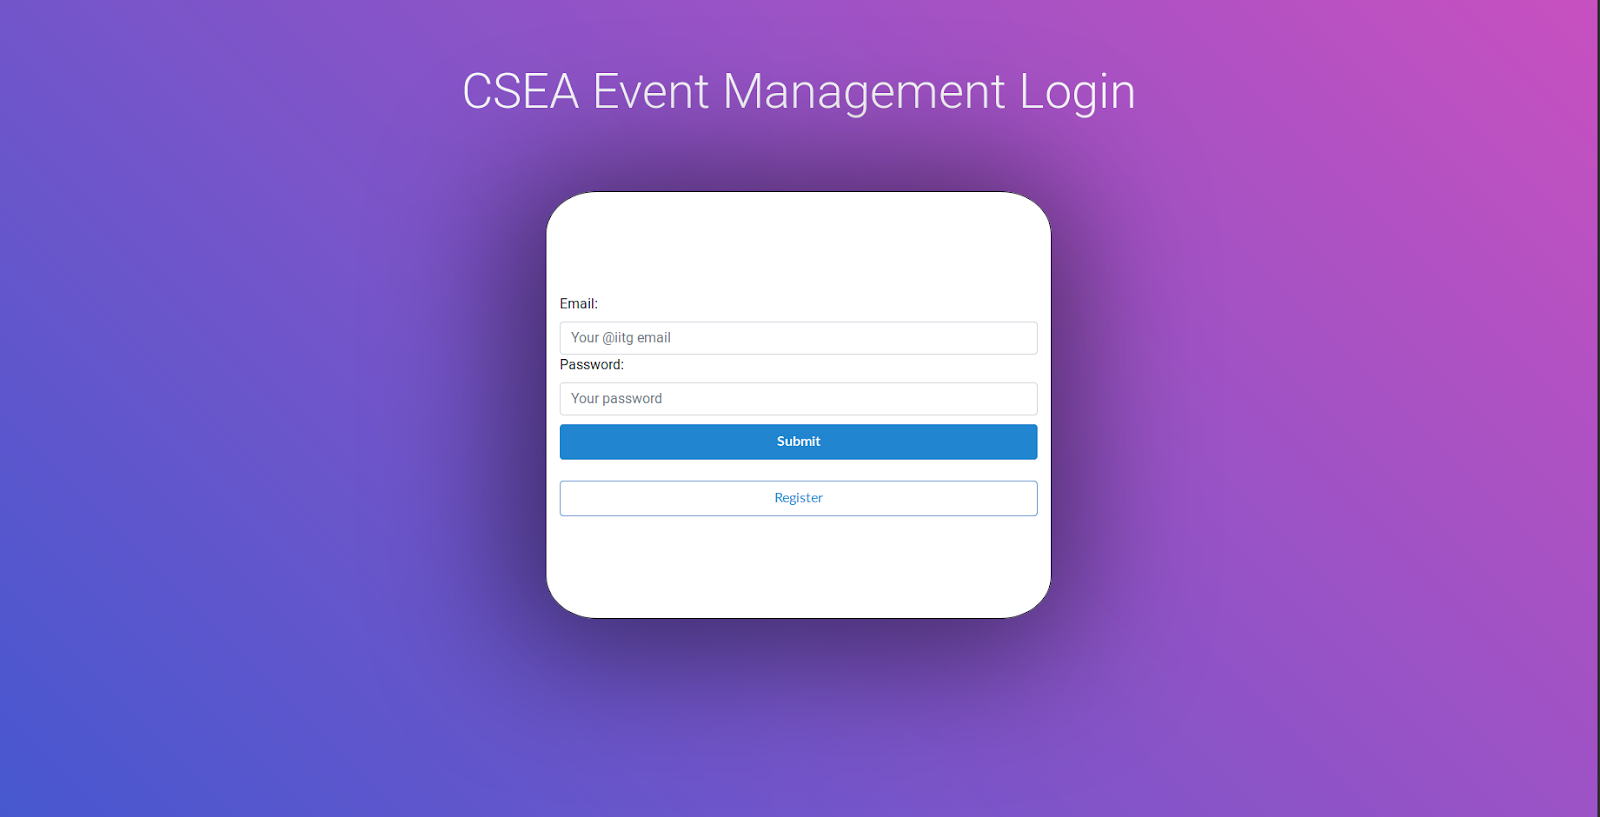 CSEA Event Management Login
Email:
Your @iitg email
Password:
Your password
Submit
Register